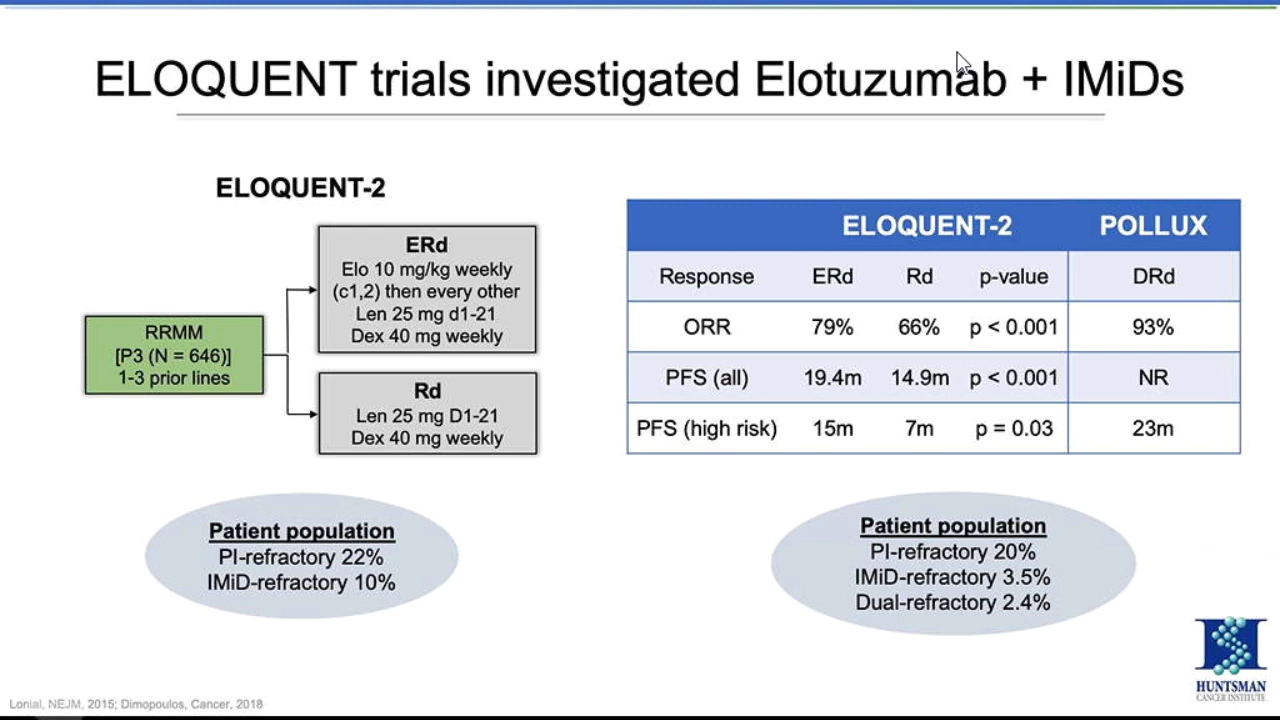 ELOQUENT trials investigated Elotuzumab + IMiDs
ELOQUENT-2
RRMM
[P3 (N = 646)]
1-3 prior lines
ERd
Elo 10 mg/kg weekly
(c1,2) then every other
Len 25 mg d1-21
Dex 40 mg weekly
Rd
Len 25 mg D1-21
Dex 40 mg weekly
Patient population
PI-refractory 22%
IMiD-refractory 10%
ELOQUENT-2 POLLUX
Response ERd Rd p-value DRd
ORR 79% 66% p < 0.001 93%
PFS (all) 19.4m 14.9m p < 0.001 NR
PFS (high risk) 15m 7m p = 0.03 23m
Patient population
PI-refractory 20%
IMiD-refractory 3.5%
Dual-refractory 2.4%
HUNTSMAN
CANCER INSTITUTE
Lonial, NEJM, 2015; Dimopoulos, Cancer, 2018